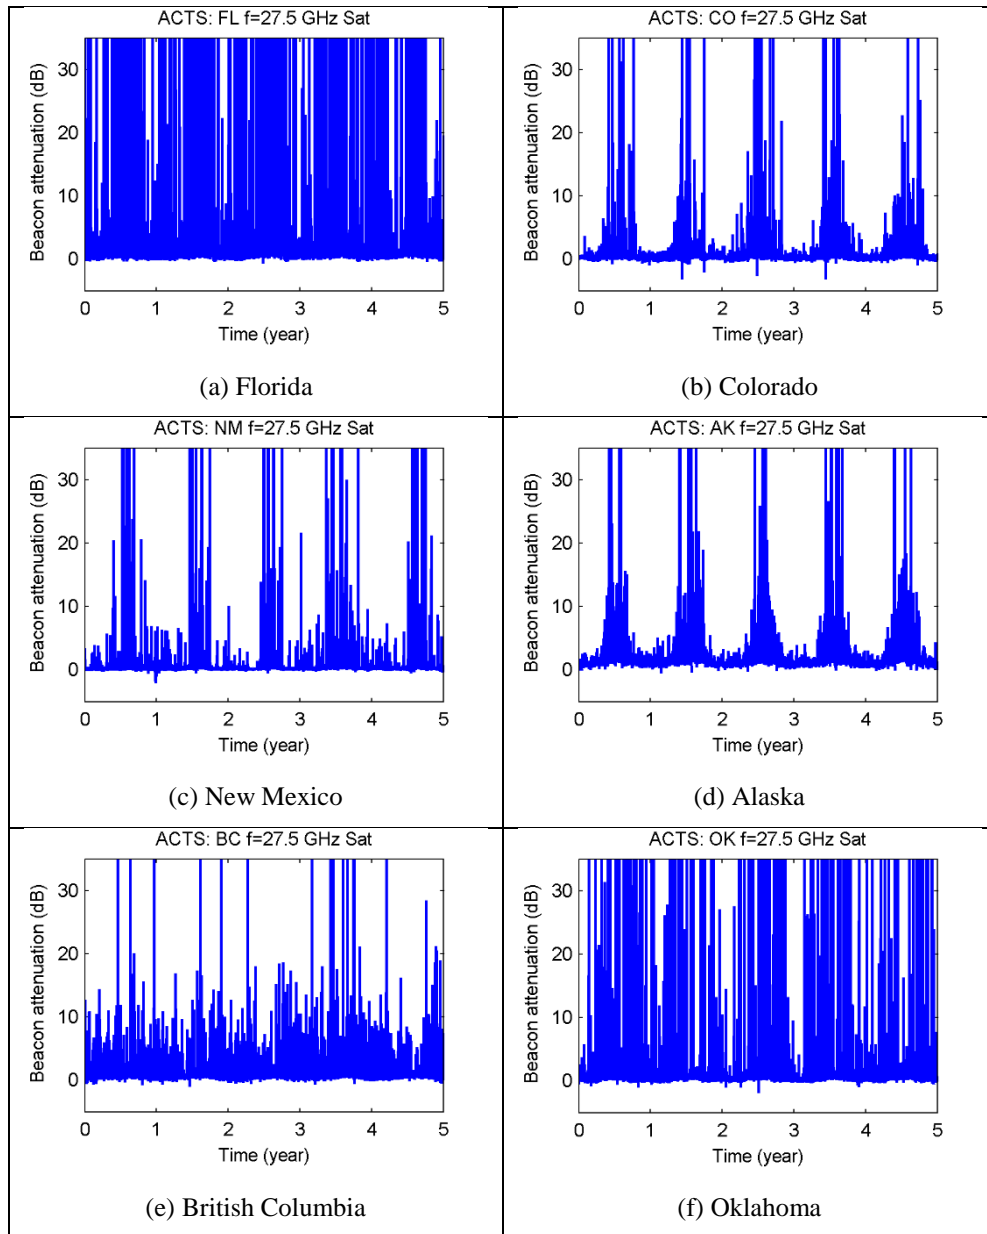 ACTS: FL f=27.5 GHz Sat
30
20
10
0
Beacon attenuation (dB)
0 1 2 3 4 5
Time (year)
(a) Florida
ACTS: CO f=27.5 GHz Sat
30
20
10
0
Beacon attenuation (dB)
0 1 2 3 4 5
Time (year)
(b) Colorado
ACTS: NM f=27.5 GHz Sat
30
20
10
0
Beacon attenuation (dB)
0 1 2 3 4 5
Time (year)
(c) New Mexico
ACTS: AK f=27.5 GHz Sat
30
20
10
0
Beacon attenuation (dB)
0 1 2 3 4 5
Time (year)
(d) Alaska
ACTS: BC f=27.5 GHz Sat
30
20
10
0
Beacon attenuation (dB)
0 1 2 3 4 5
Time (year)
(e) British Columbia
ACTS: OK f=27.5 GHz Sat
30
20
10
0
Beacon attenuation (dB)
0 1 2 3 4 5
Time (year)
(f) Oklahoma